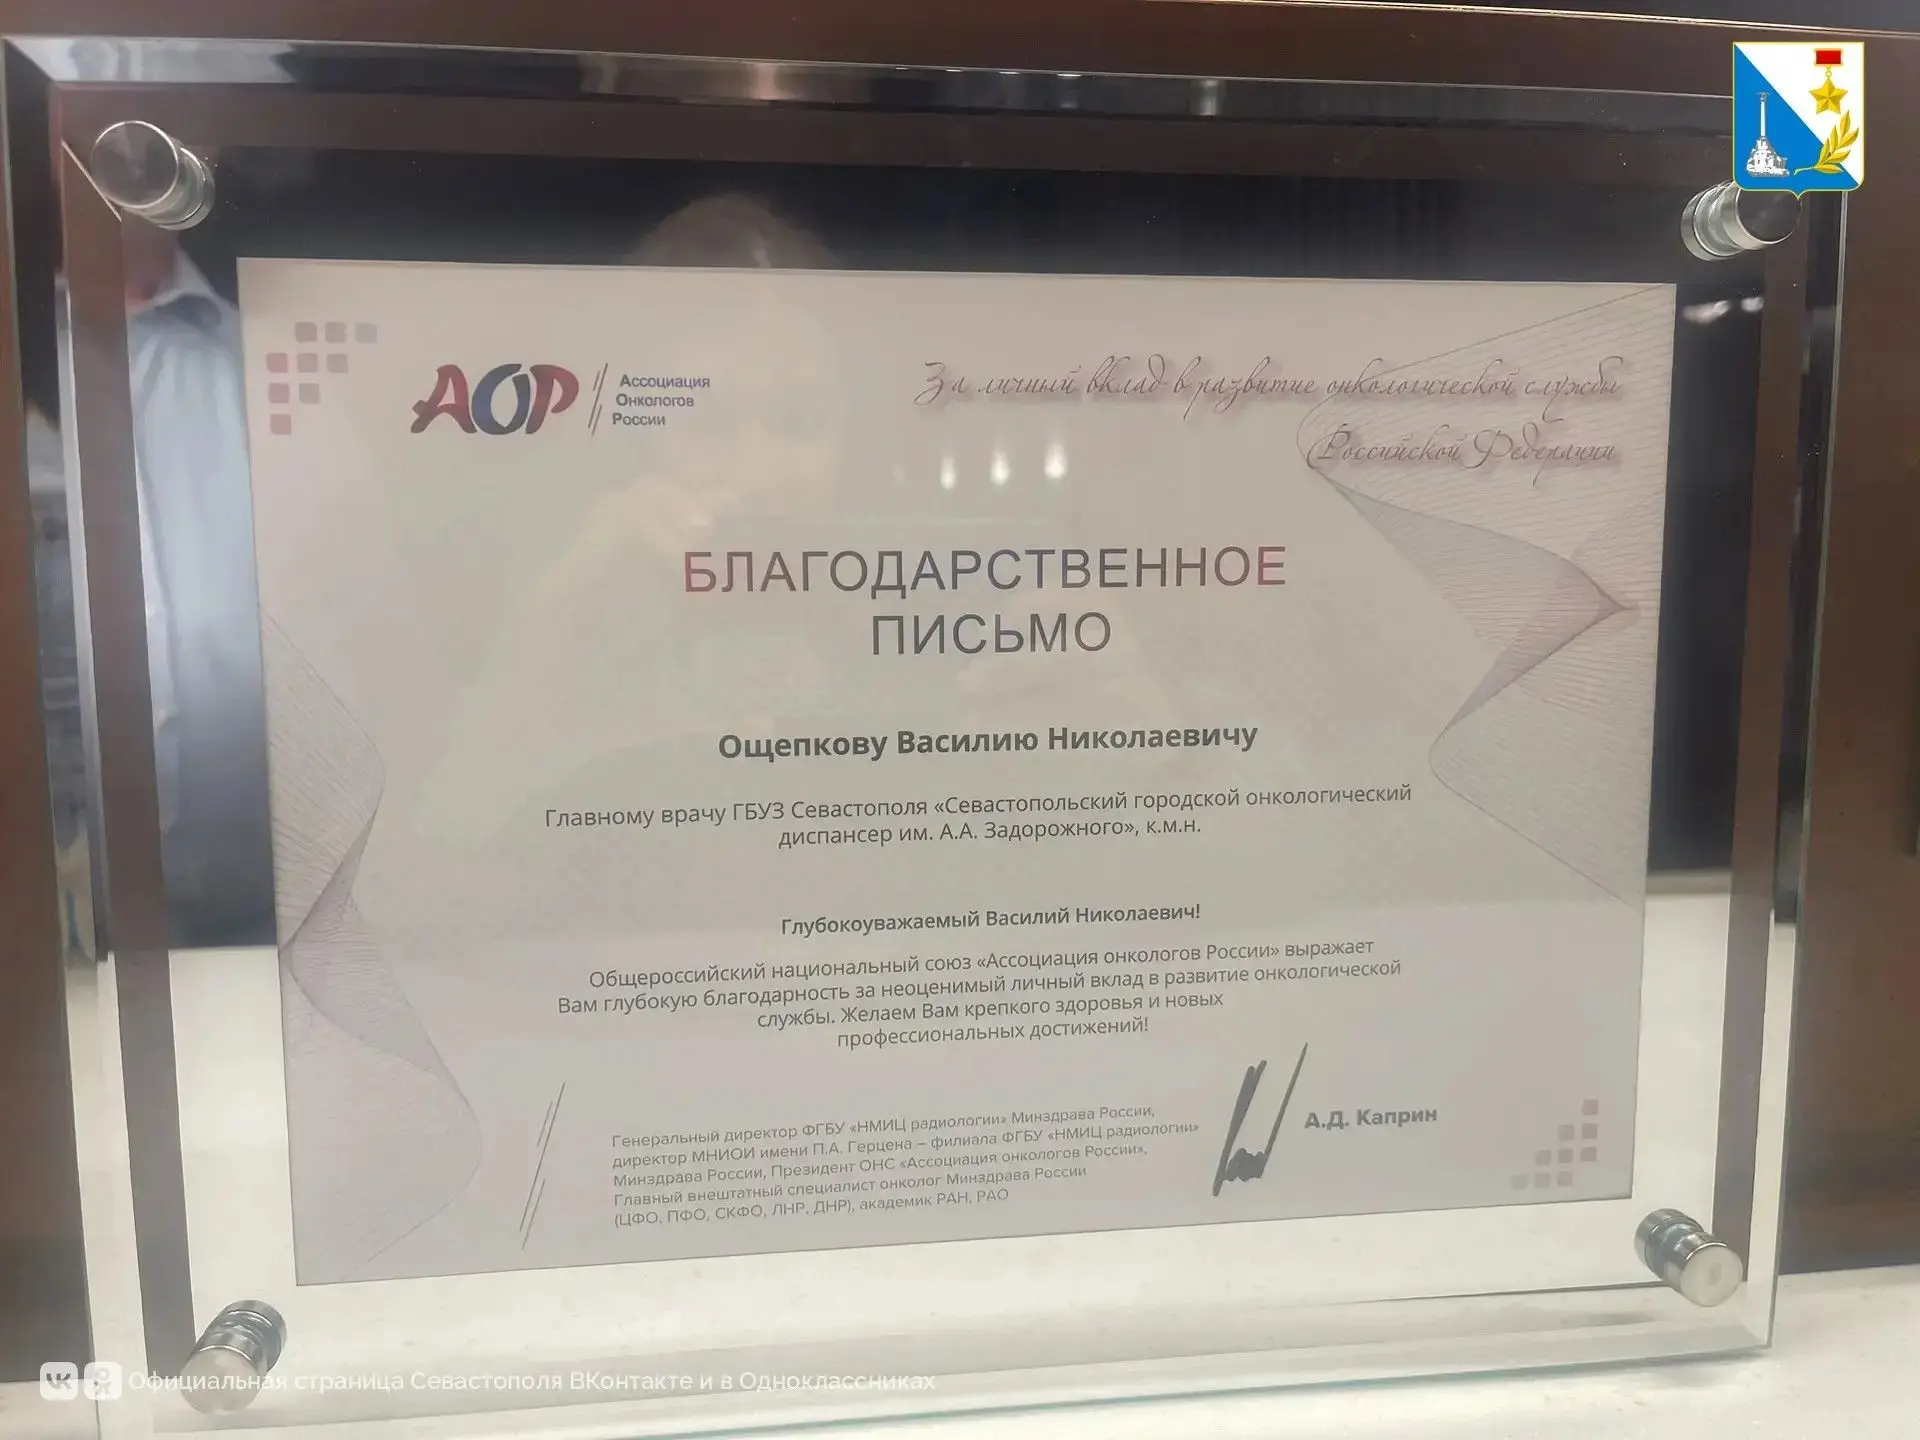 АОР
Ассоциация
Онкологов
России
За личный вклад в развитие онкологической службы
Российской Федерации
БЛАГОДАРСТВЕННОЕ
ПИСЬМО
Ощепкову Василию Николаевичу
Главному врачу ГБУЗ Севастополя «Севастопольский городской онкологический
диспансер им. А.А. Задорожного», к.м.н.
Глубокоуважаемый Василий Николаевич!
Общероссийский национальный союз «Ассоциация онкологов России» выражает
Вам глубокую благодарность за неоценимый личный вклад в развитие онкологической
службы. Желаем Вам крепкого здоровья и новых
профессиональных достижений!
Генеральный директор ФГБУ «НМИЦ радиологии» Минздрава России,
директор МНИОИ имени П.А. Герцена – филиала ФГБУ «НМИЦ радиологии»
Минздрава России, Президент ОНС «Ассоциация онкологов России»,
Главный внештатный специалист онколог Минздрава России
(ЦФО, ПФО, СКФО, ЛНР, ДНР), академик РАН, РАО
А.Д. Каприн
Официальная страница Севастополя ВКонтакте и в Одноклассниках